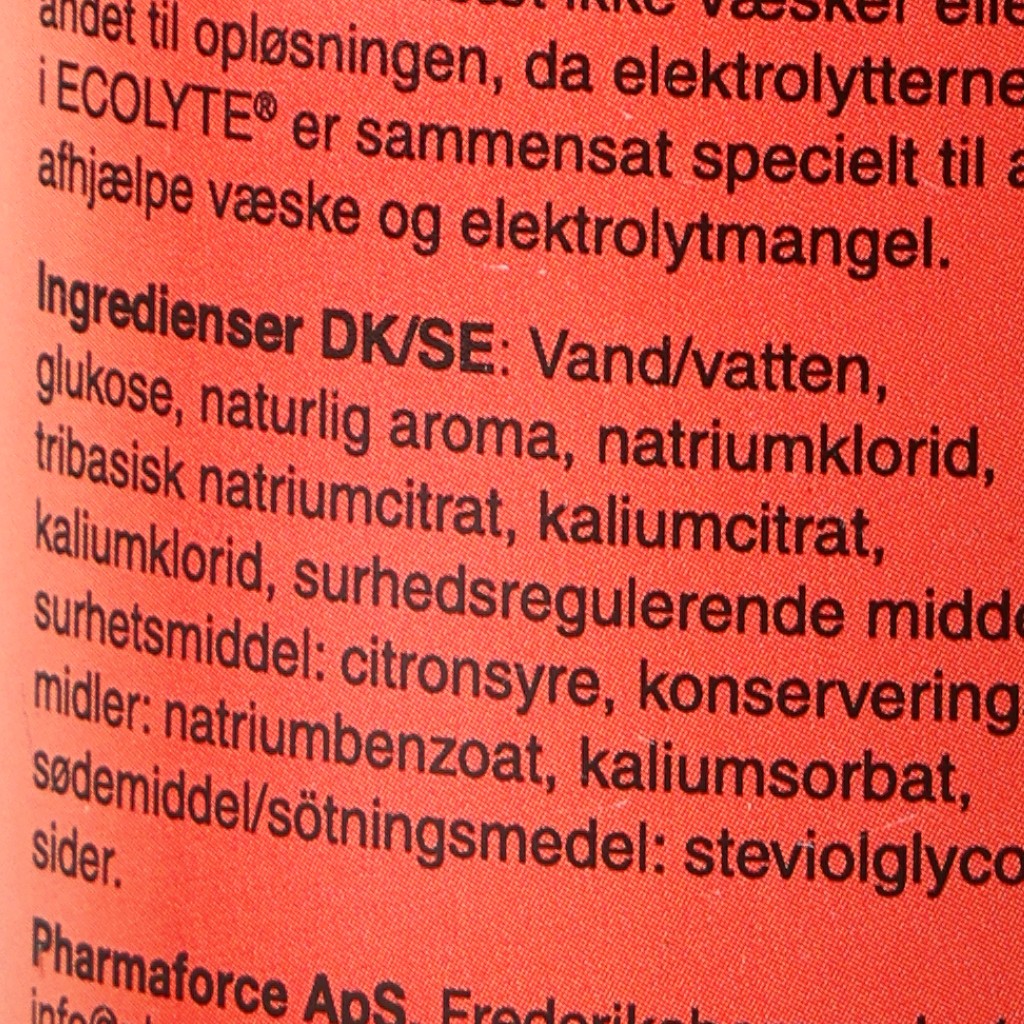 ikke væsker
andet til opløsningen, da elektrolytterne
i ECOLYTE® er sammensat specielt til
afhjælpe væske og elektrolytmangel.
Ingredienser DK/SE: Vand/vatten,
glukose, naturlig aroma, natriumklorid,
tribasisk natriumcitrat, kaliumcitrat,
kaliumklorid, surhedsregulerende
surhetsmiddel: citronsyre, konservering
midler: natriumbenzoat, kaliumsorbat,
sødemiddel/sötningsmedel: steviolglyco
sider.
Pharmaforce ApS.